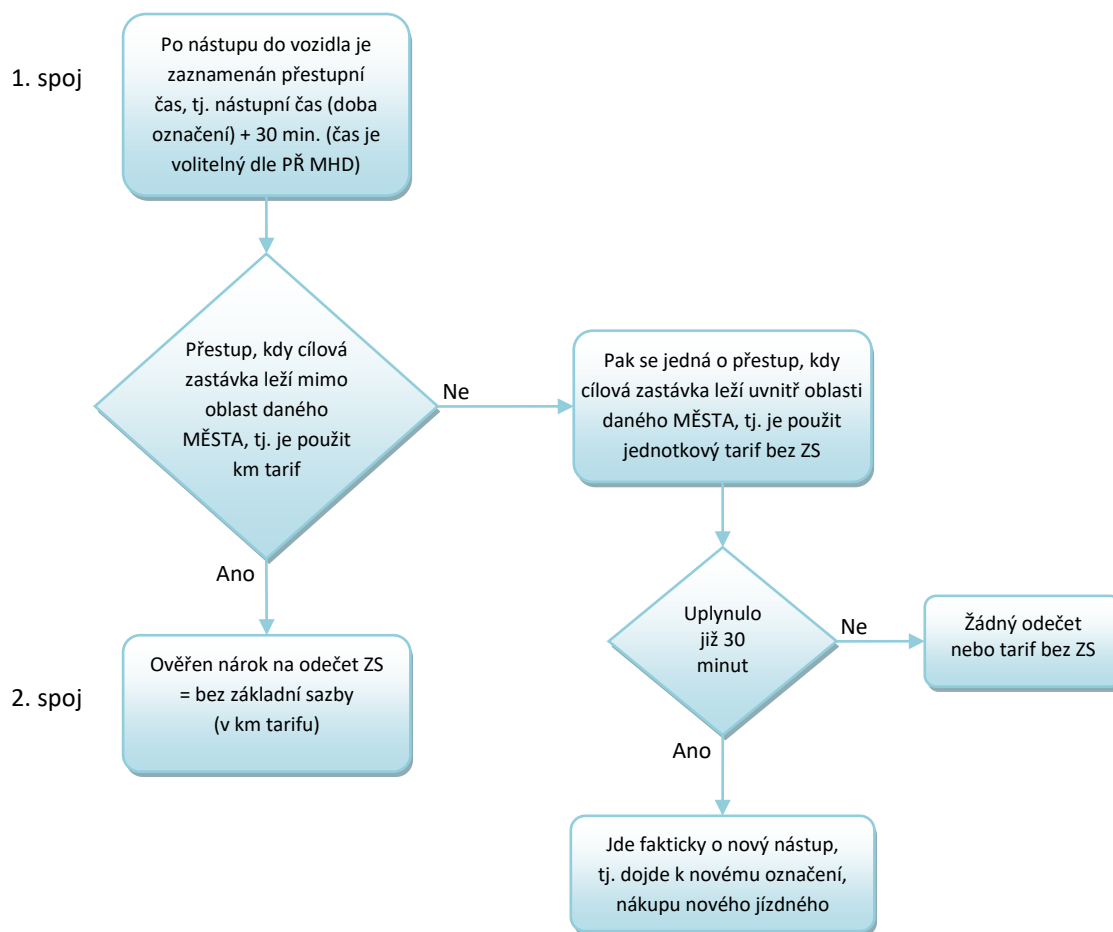 1. spoj
Po nástupu do vozidla je
zaznamenán přestupní
čas, tj. nástupní čas (doba
označení) + 30 min. (čas je
volitelný dle PŘ MHD)
Přestup, kdy cílová
zastávka leží mimo
oblast daného
MĚSTA, tj. je použit
km tarif
Ne
Pak se jedná o přestup, kdy
cílová zastávka leží uvnitř oblasti
daného MĚSTA, tj. je použit
jednotkový tarif bez ZS
Ano
Uplynulo
již 30
minut
Ne
Žádný odečet
nebo tarif bez ZS
2. spoj
Ověřen nárok na odečet ZS
= bez základní sazby
(v km tarifu)
Ano
Jde fakticky o nový nástup,
tj. dojde k novému označení,
nákupu nového jízdného